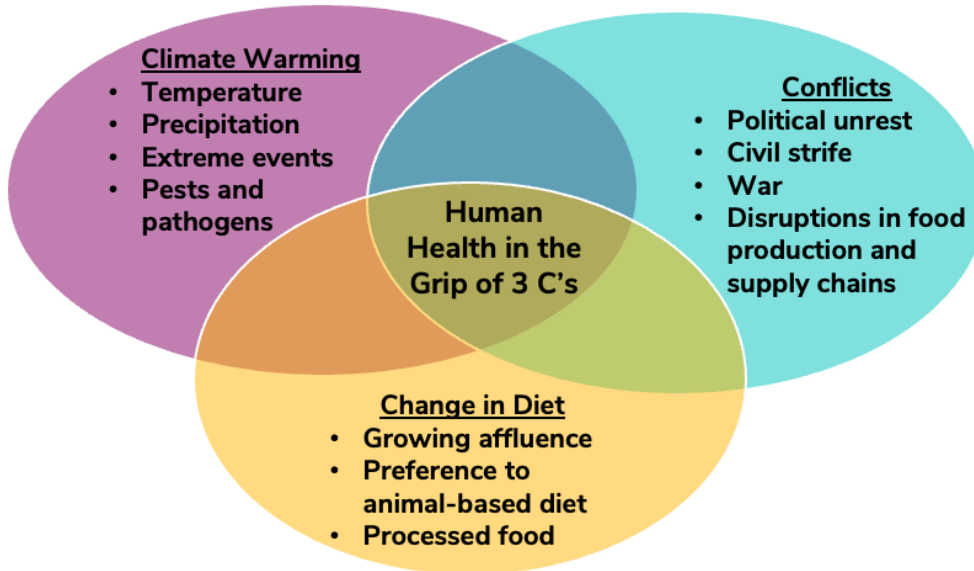 Climate Warming
• Temperature
• Precipitation
• Extreme events
• Pests and
pathogens
Conflicts
• Political unrest
• Civil strife
• War
• Disruptions in food
production and
supply chains
Human
Health in the
Grip of 3 C's
Change in Diet
• Growing affluence
• Preference to
animal-based diet
• Processed food